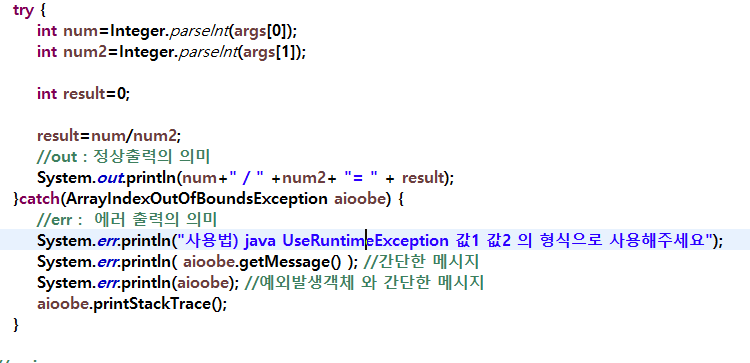 try {
int num=Integer.parseInt(args[0]);
int num2=Integer.parseInt(args[1]);
int result=0;
result=num/num2;
//out : 정상출력의 의미
System.out.println(num+" / " +num2+ "= " + result);
}catch(ArrayIndexOutOfBoundsException aioobe) {
//err :  에러 출력의 의미
System.err.println("사용법) java UseRuntimeException 값1 값2 의 형식으로 사용해주세요");
System.err.println( aioobe.getMessage() ); //간단한 메시지
System.err.println(aioobe); //예외발생객체 와 간단한 메시지
aioobe.printStackTrace();
}